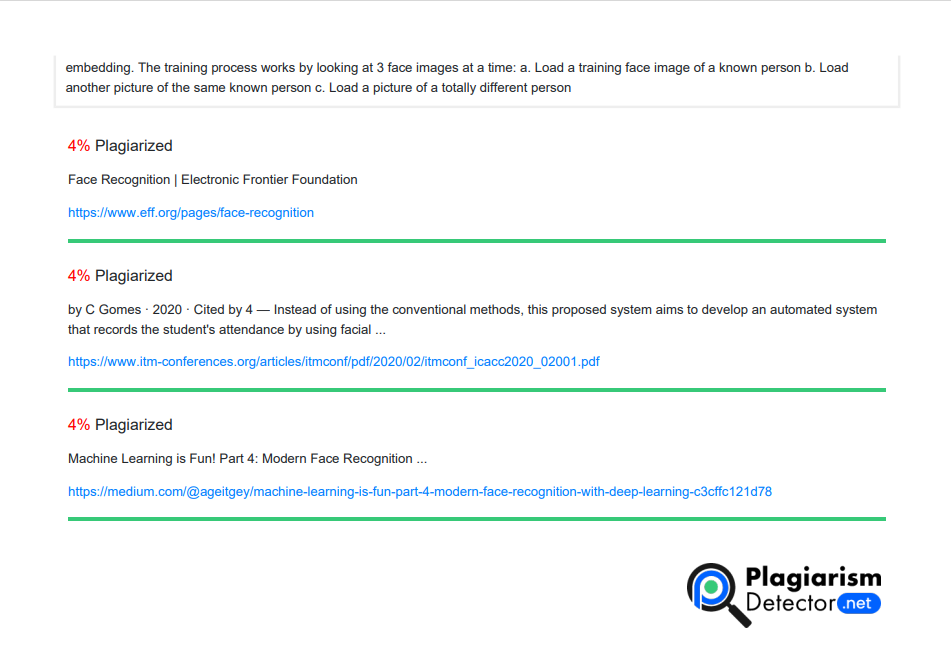 embedding. The training process works by looking at 3 face images at a time: a. Load a training face image of a known person b. Load
another picture of the same known person c. Load a picture of a totally different person
4% Plagiarized
Face Recognition | Electronic Frontier Foundation
https://www.eff.org/pages/face-recognition
4% Plagiarized
by C Gomes · 2020 · Cited by 4 — Instead of using the conventional methods, this proposed system aims to develop an automated system
that records the student's attendance by using facial ...
https://www.itm-conferences.org/articles/itmconf/pdf/2020/02/itmconf_icacc2020_02001.pdf
4% Plagiarized
Machine Learning is Fun! Part 4: Modern Face Recognition ...
https://medium.com/@ageitgey/machine-learning-is-fun-part-4-modern-face-recognition-with-deep-learning-c3cffc121d78
Plagiarism
Detector.net